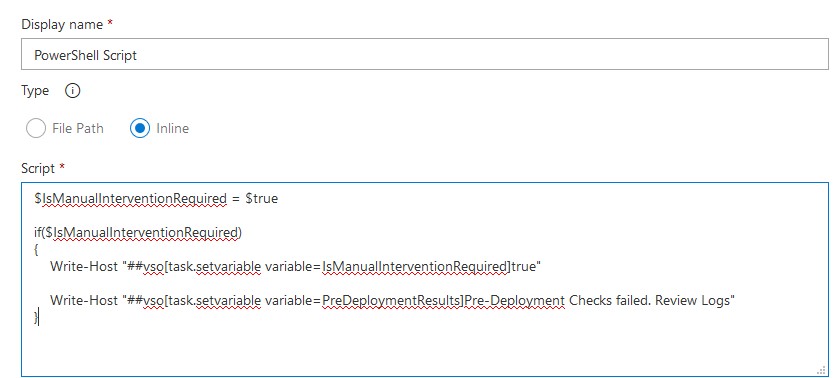 Display name *
PowerShell Script
Type
File Path Inline
Script *
$IsManualInterventionRequired = $true
if($IsManualInterventionRequired)
{
Write-Host "##vso[task.setvariable variable=IsManualInterventionRequired]true"
Write-Host "##vso[task.setvariable variable=PreDeploymentResults]Pre-Deployment Checks failed. Review Logs"
}